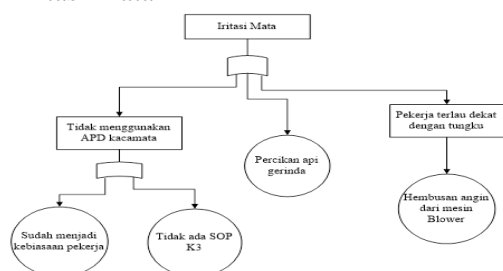 Iritasi Mata
Tidak menggunakan
APD kacamata
Pekerja terlau dekat
dengan tungku
Percikan api
gerinda
Sudah menjadi
kebiasaan pekerja
Tidak ada SOP
K3
Hembusan angin
dari mesin
Blower